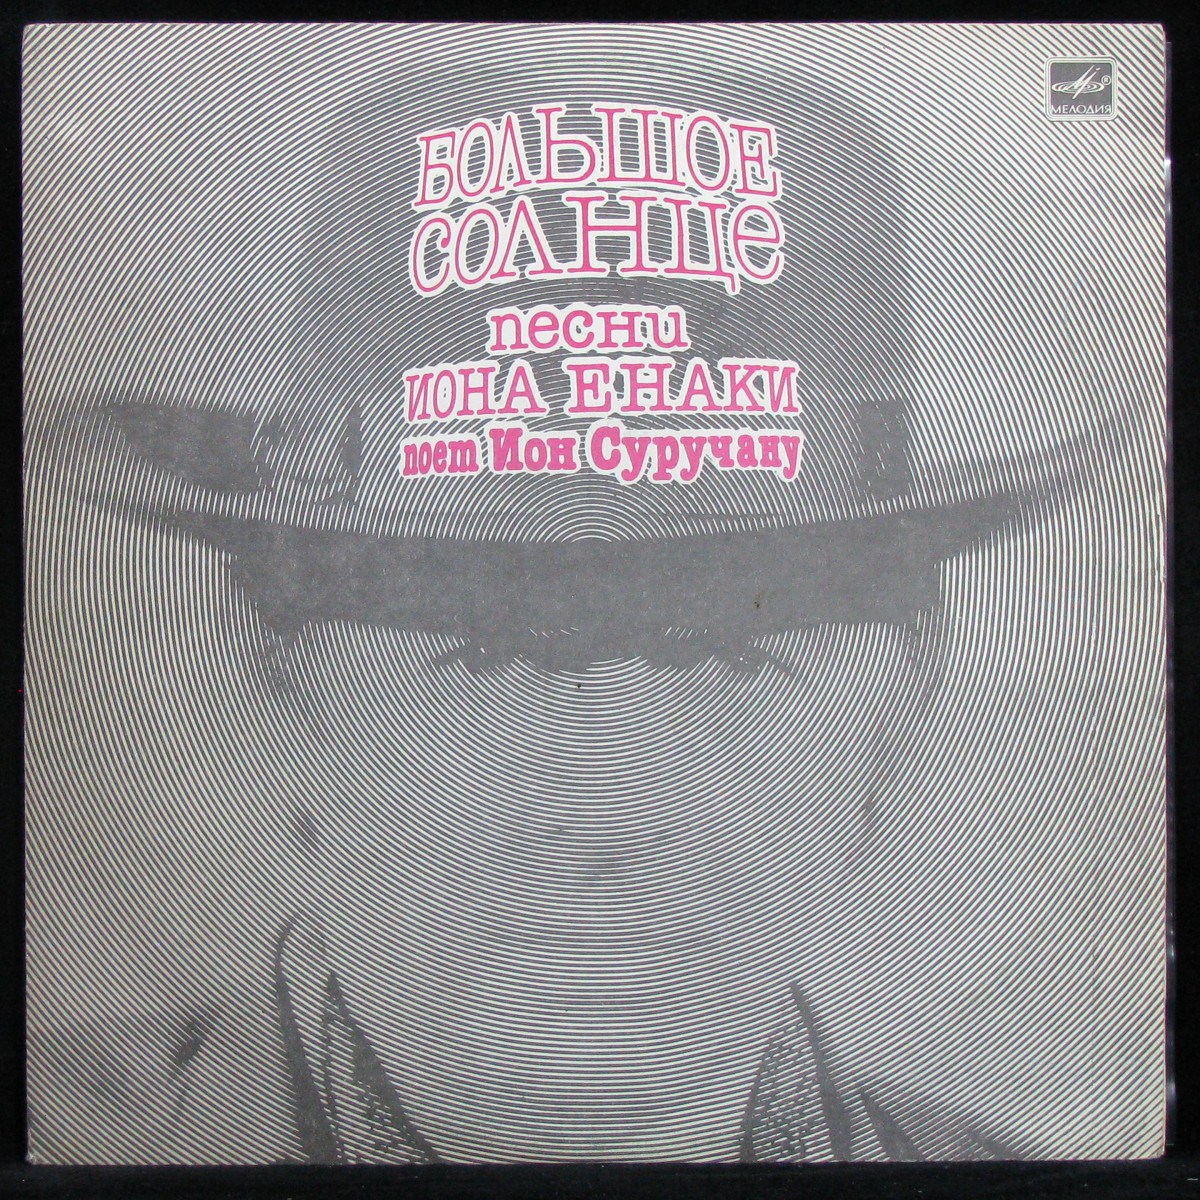 МЕЛОДИЯ
БОЛЬШОЕ
СОЛНЦе
песни
ИОНА ЕНАКИ
поет Ион Суручану